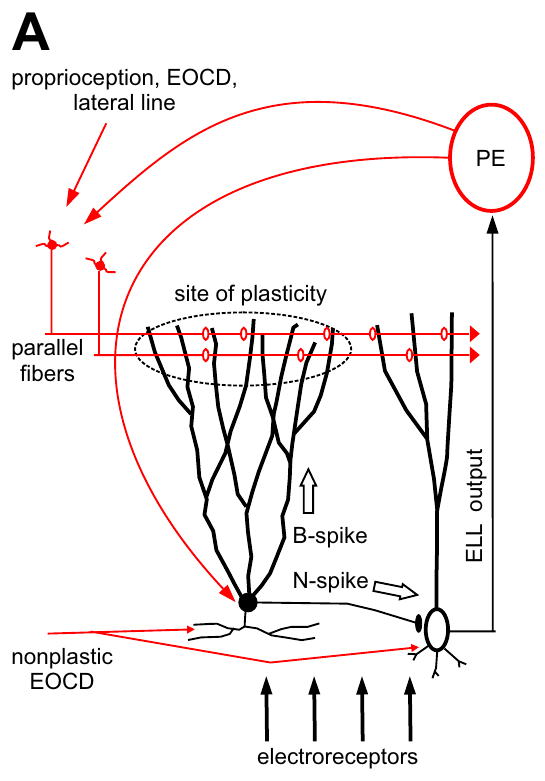 A
proprioception, EOCD,
lateral line
PE
site of plasticity
parallel
fibers
B-spike
N-spike
ELL output
nonplastic
EOCD
electroreceptors